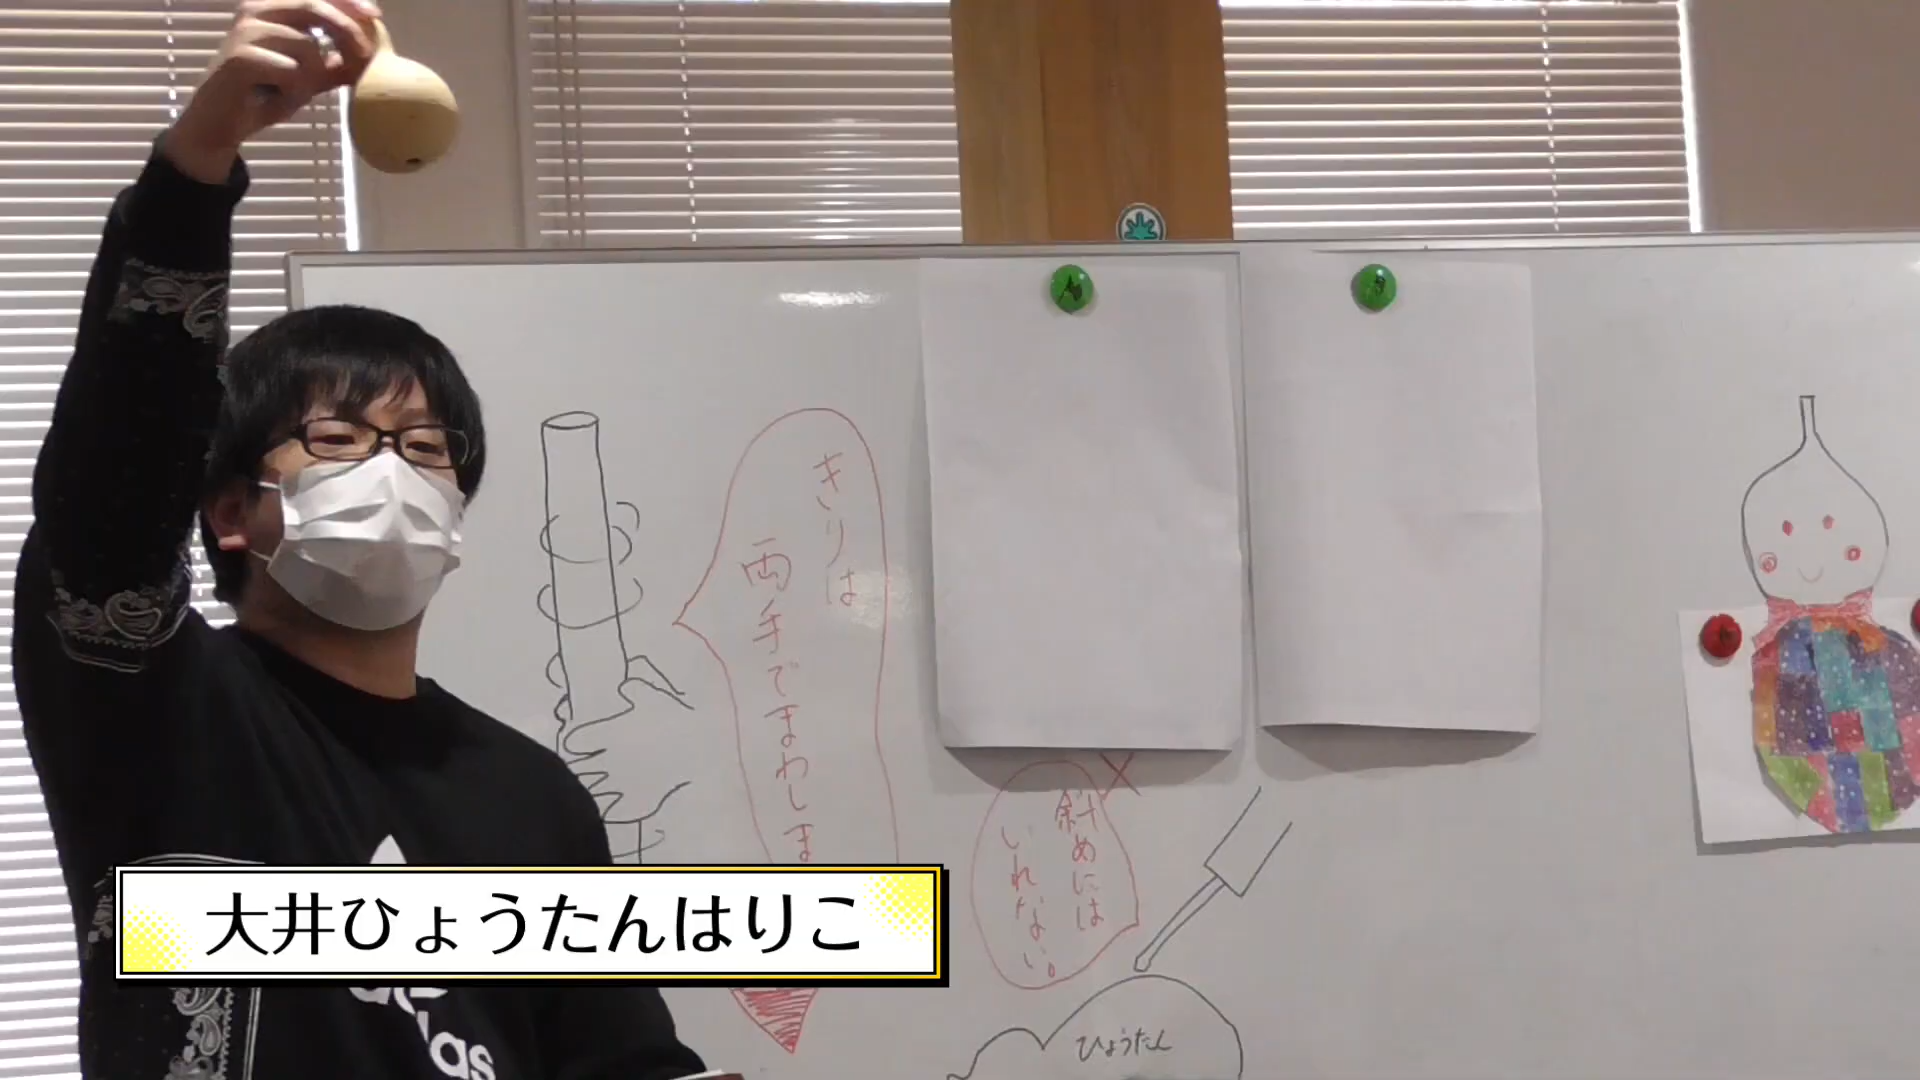 きりは
両手でまわしま
斜めには
いれない。
ひょうたん
大井ひょうたんはりこ